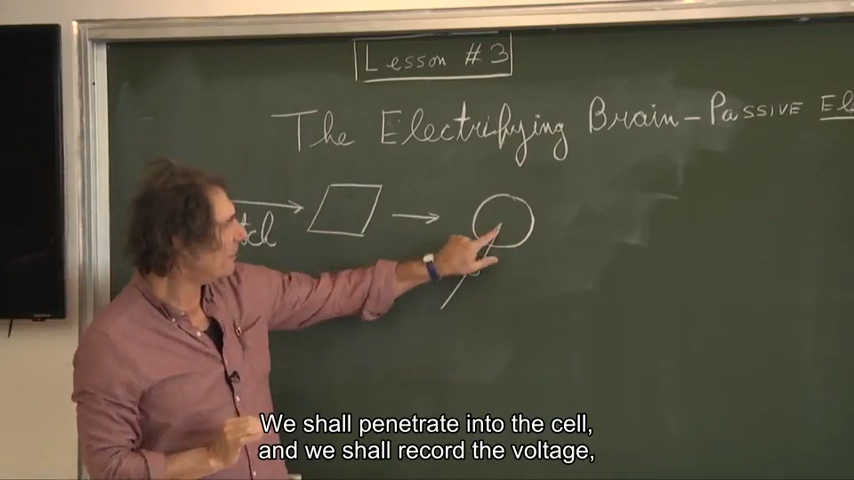 Lesson #3
The Electrifying Brain - Passive El
tch
We shall penetrate into the cell,
and we shall record the voltage,